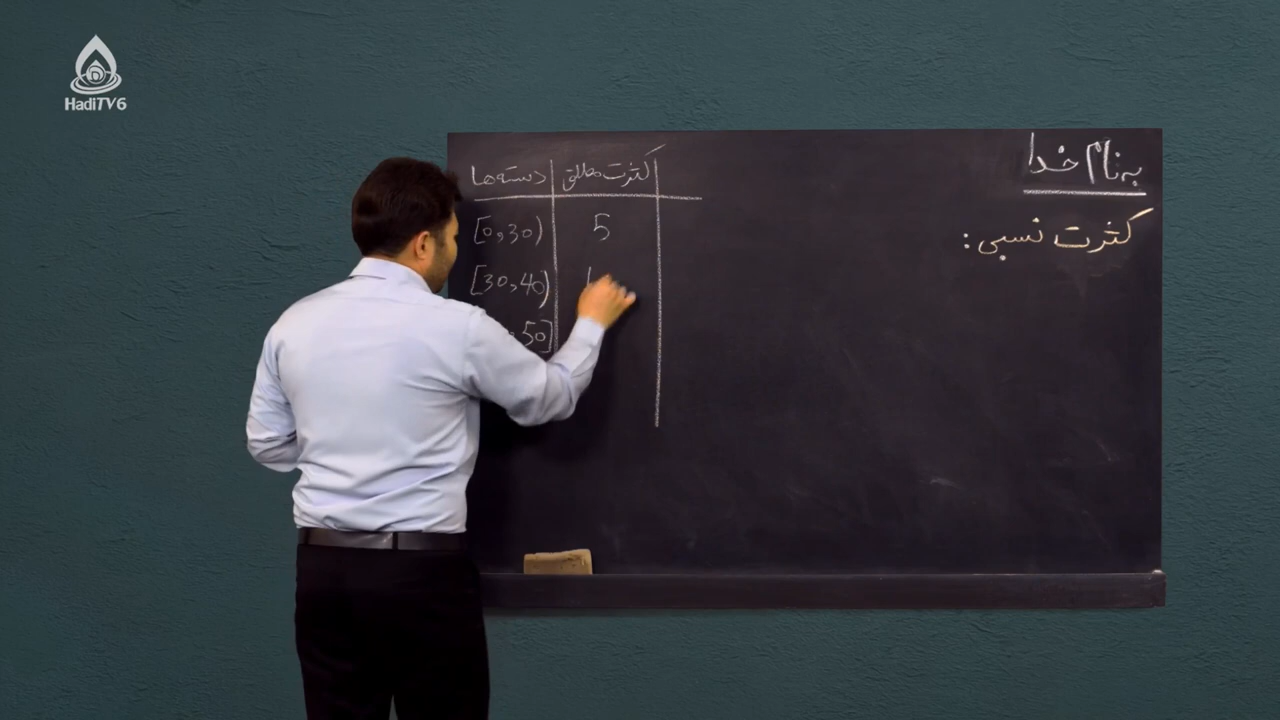 HadiTV6
به نام خدا
کثرت نسبی:
دسته‌ها کثرت مطلق
[0,30) 5
[30,40)
50]